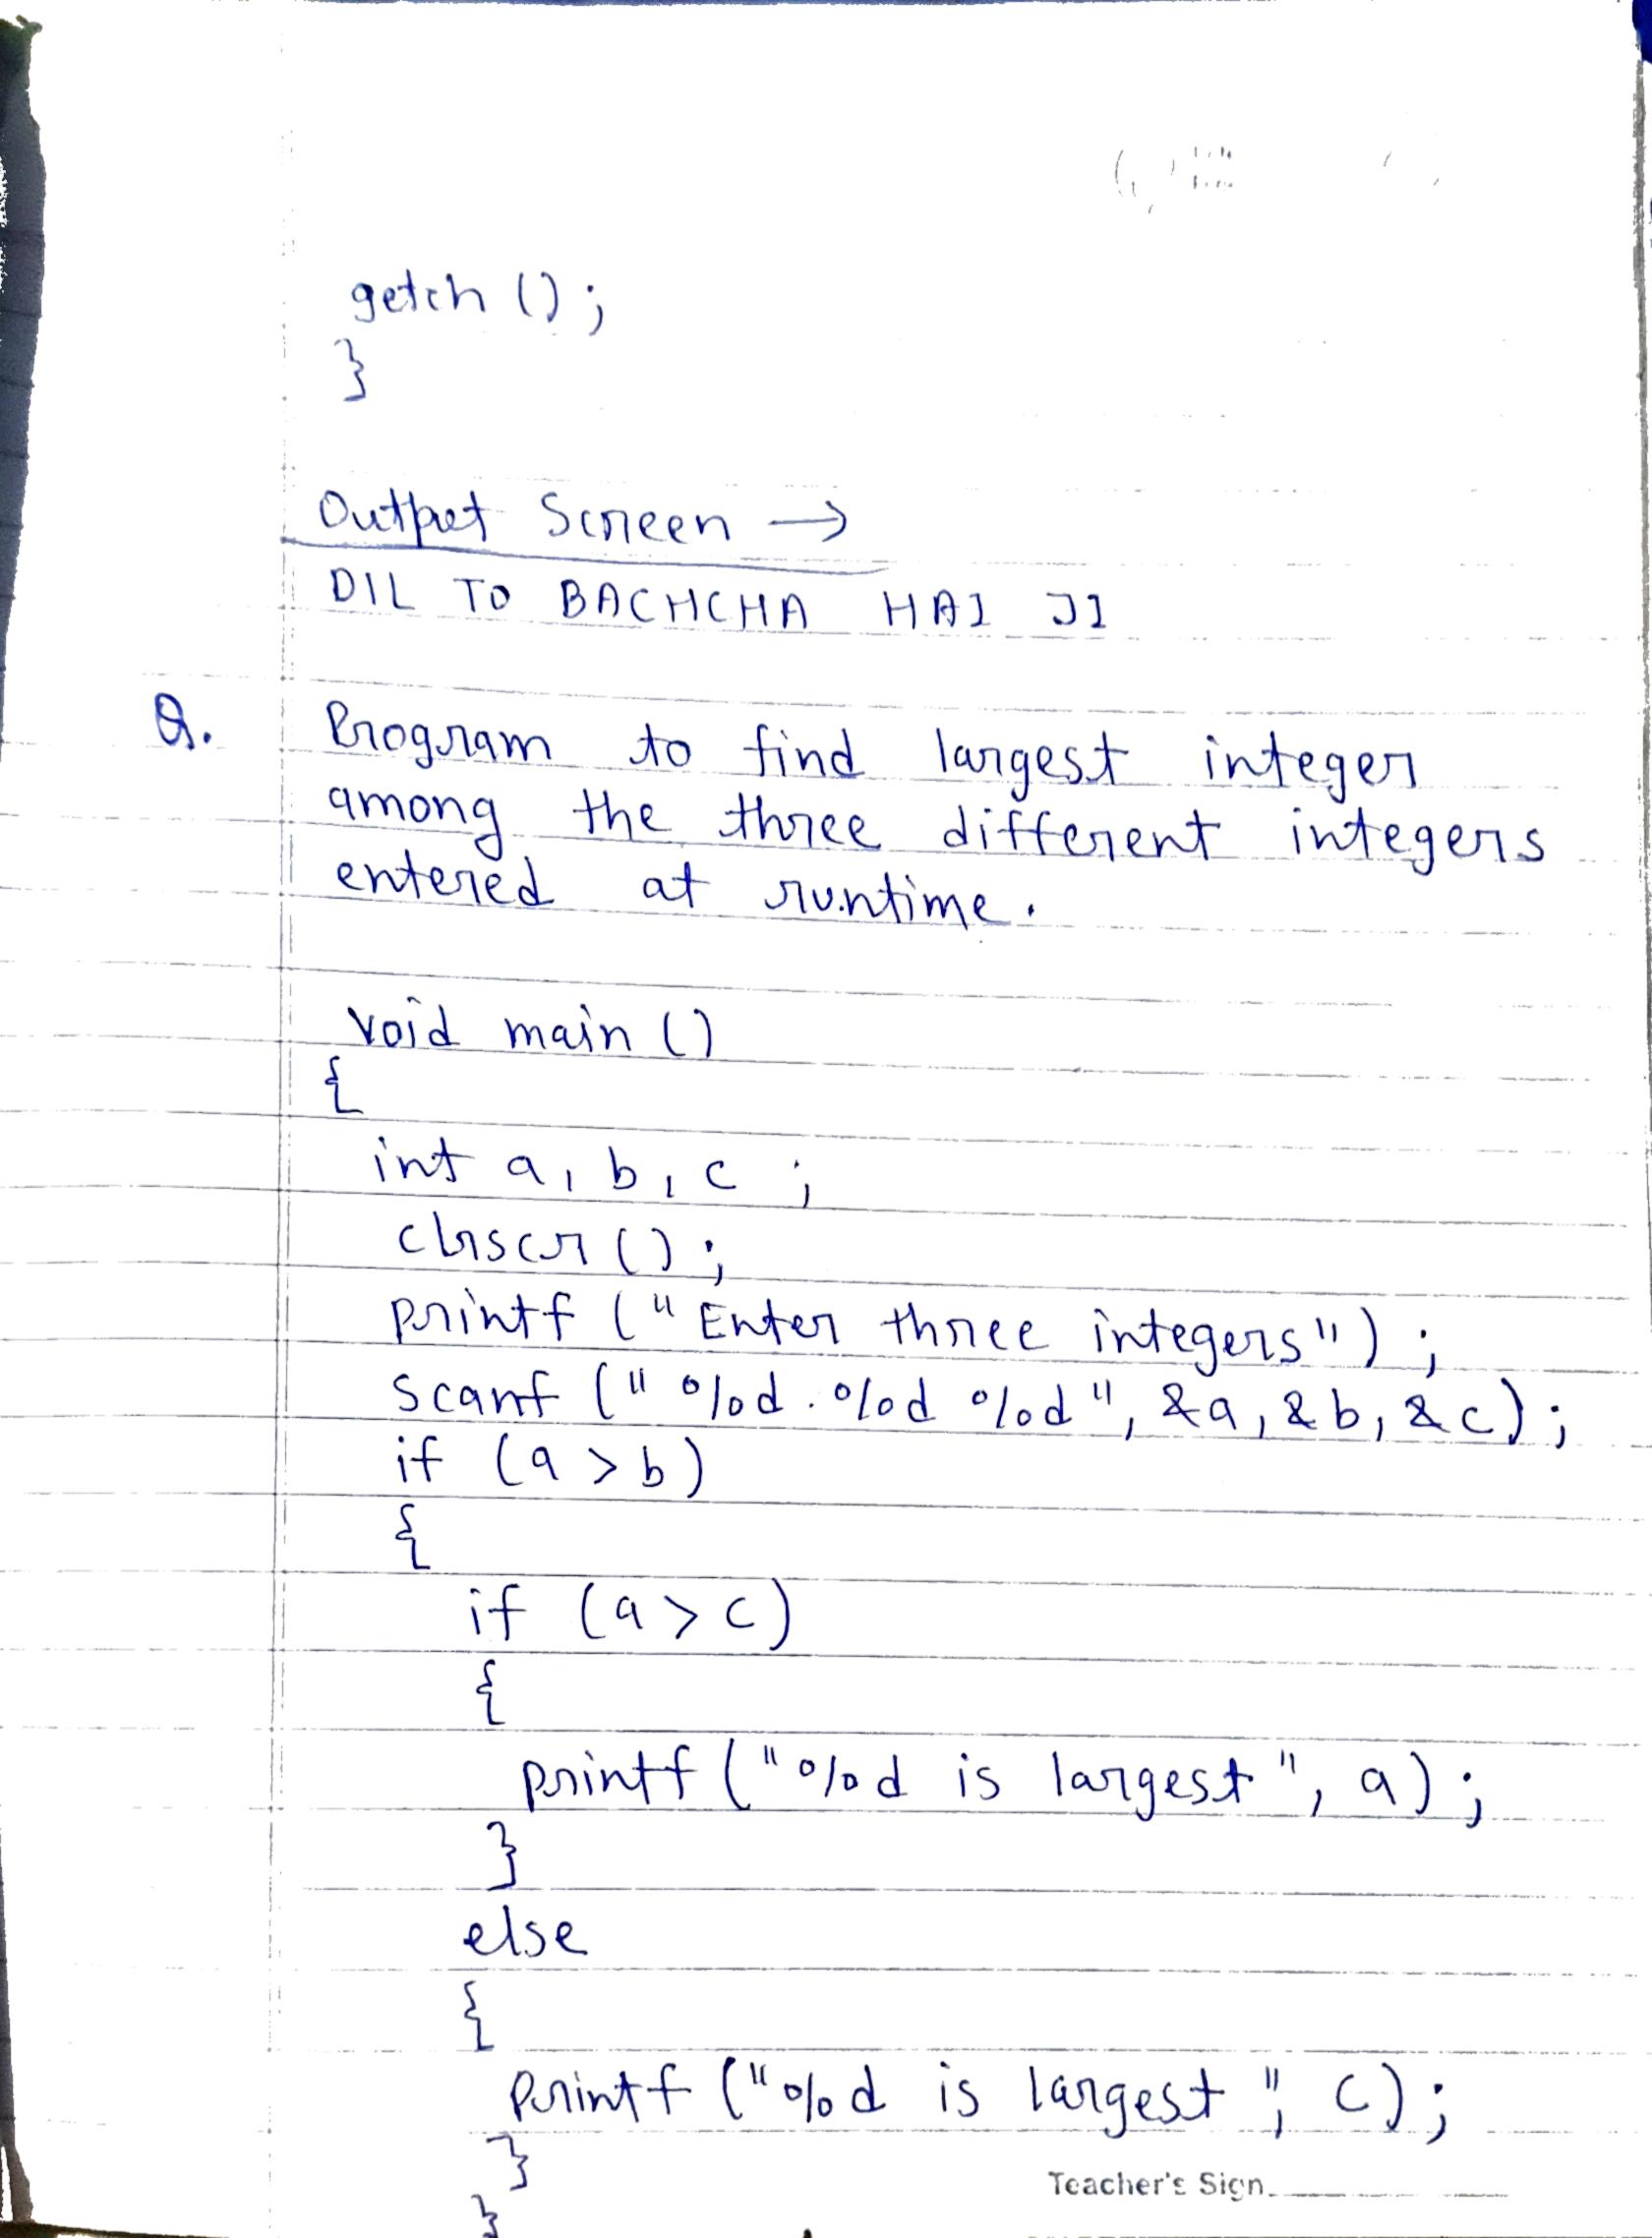 getch ();
}
Output Screen →
DIL TO BACHCHA HAI JI
Q. Program to find largest integer
among the three different integers
entered at runtime.
void main ()
{
int a, b, c ;
clrscr ();
printf ("Enter three integers") ;
scanf ("%d %d %d", &a, &b, &c) ;
if (a > b)
{
if (a > c)
{
printf ("%d is largest", a) ;
}
else
{
printf ("%d is largest", c) ;
}
}
Teacher's Sign.